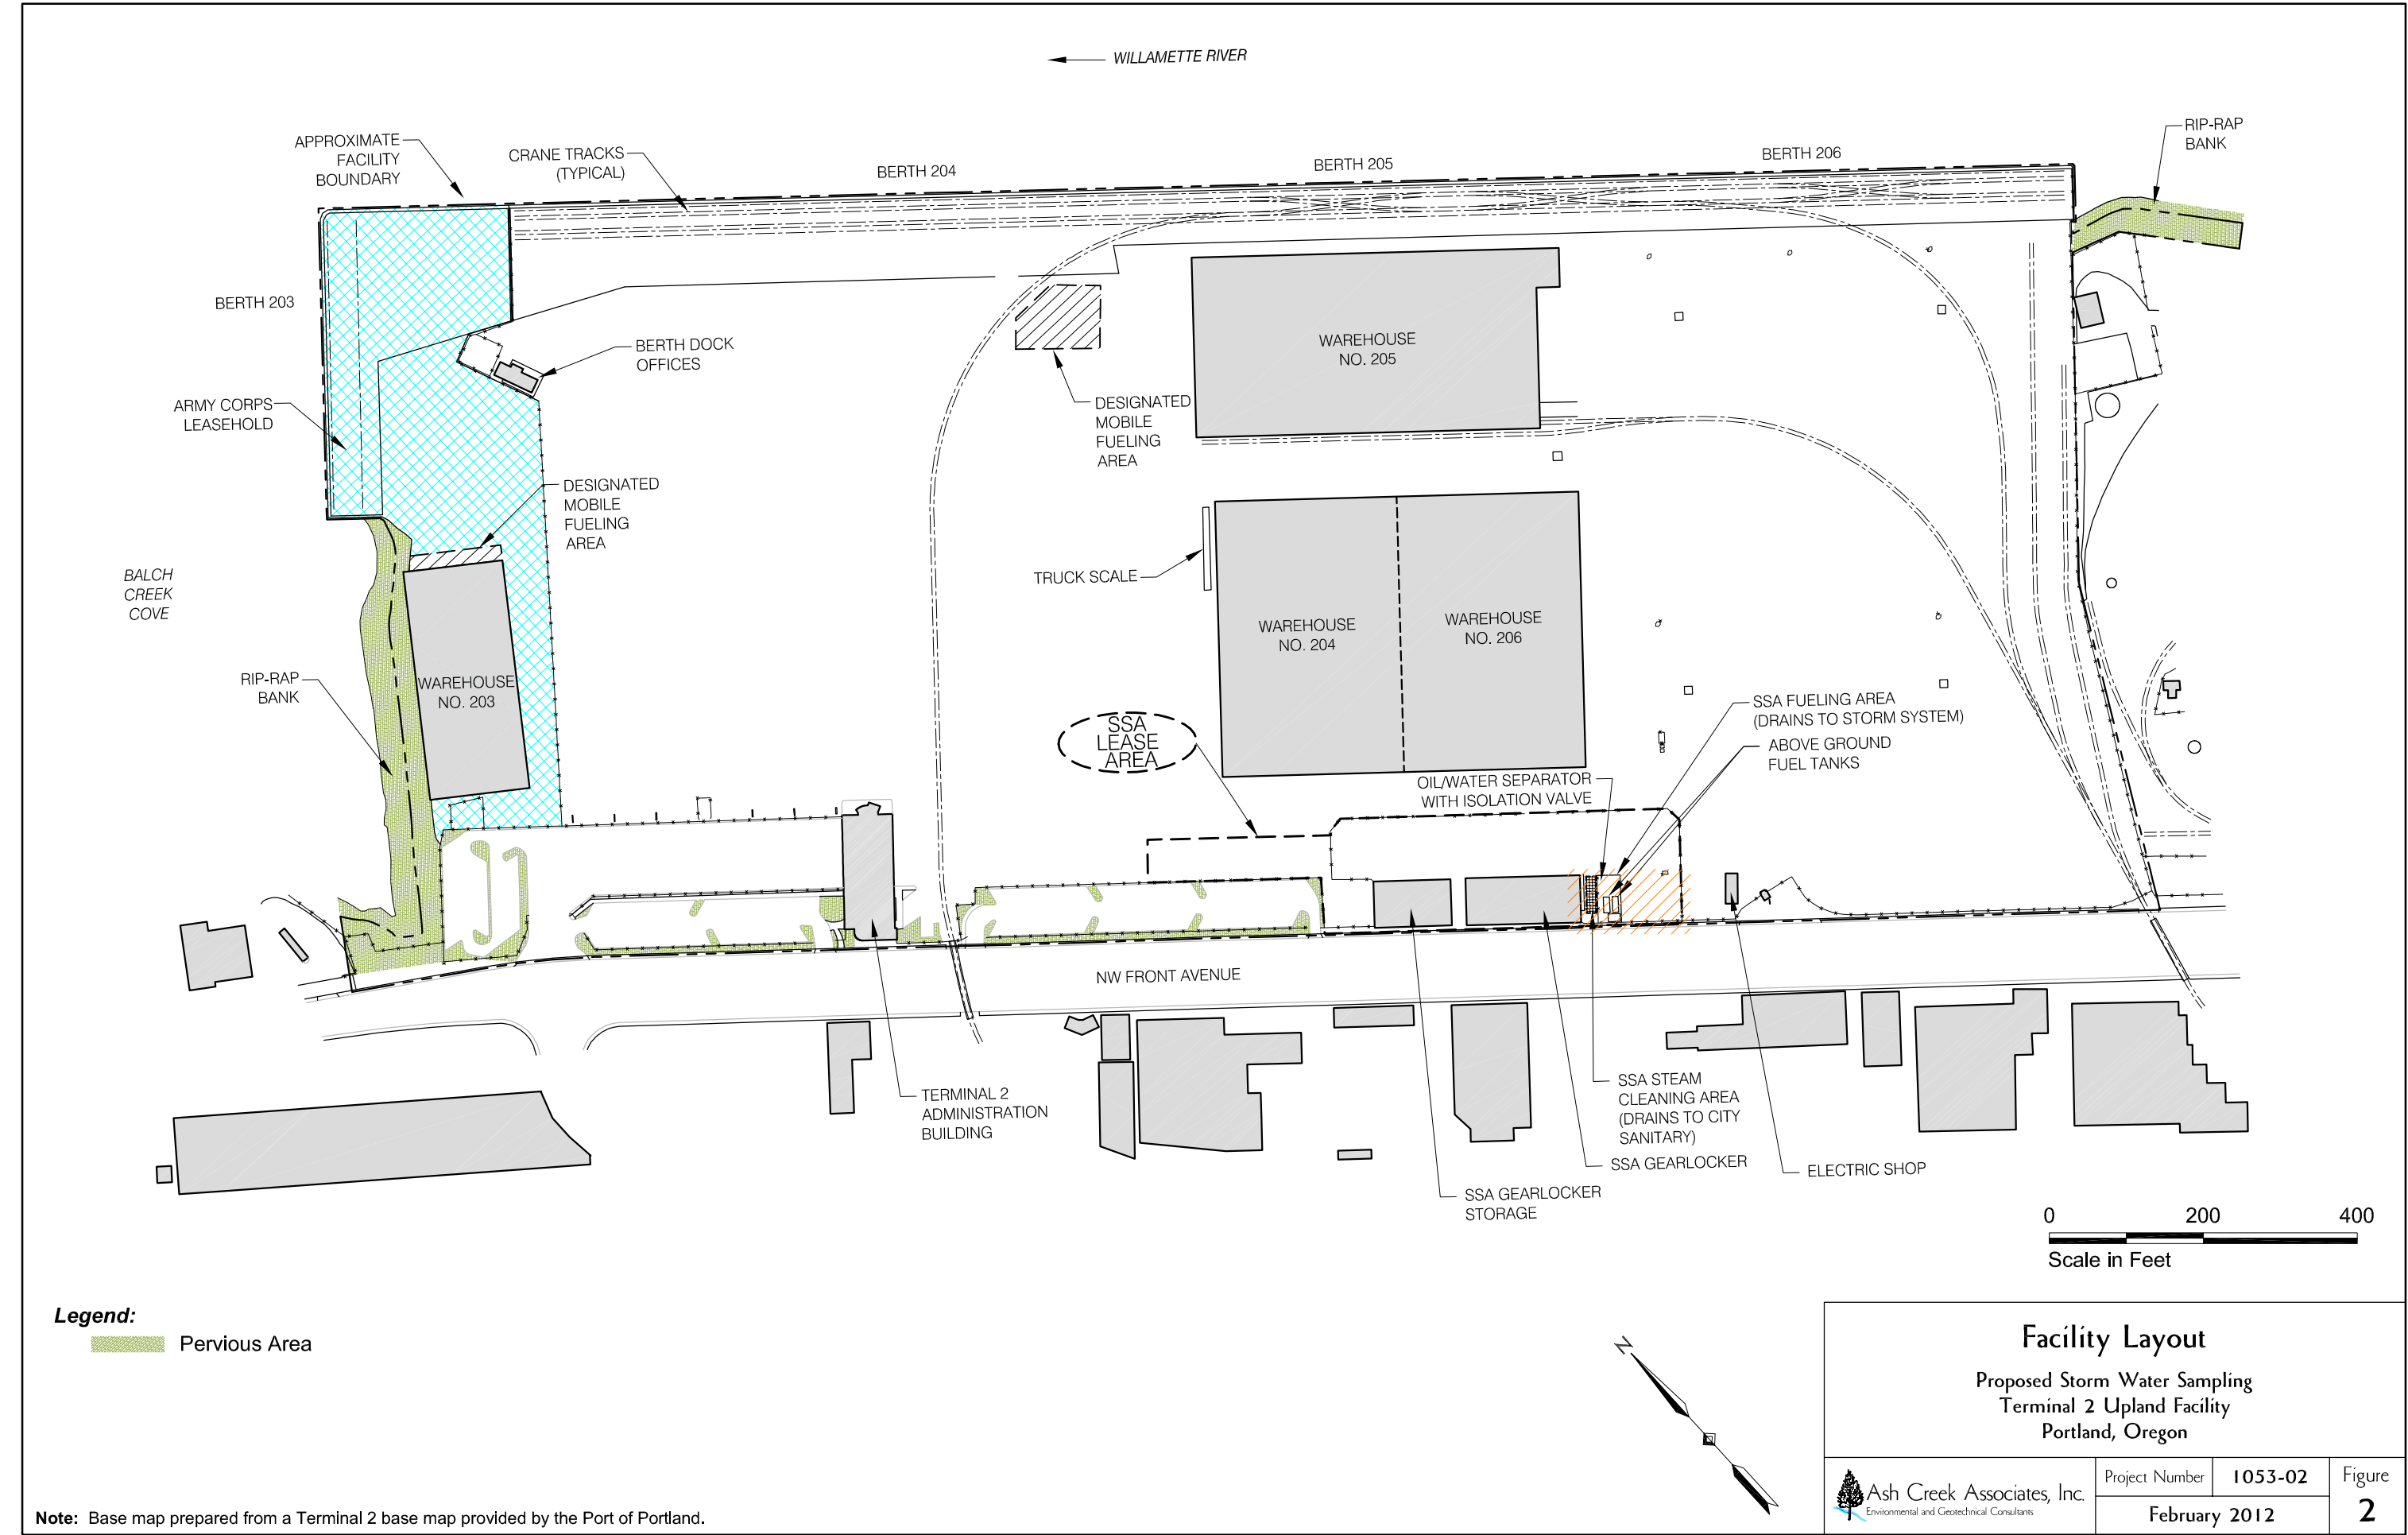 WILLAMETTE RIVER
APPROXIMATE
FACILITY
BOUNDARY
CRANE TRACKS
(TYPICAL)
BERTH 204
BERTH 205
BERTH 206
RIP-RAP
BANK
BERTH 203
BERTH DOCK
OFFICES
WAREHOUSE
NO. 205
ARMY CORPS
LEASEHOLD
DESIGNATED
MOBILE
FUELING
AREA
DESIGNATED
MOBILE
FUELING
AREA
BALCH
CREEK
COVE
TRUCK SCALE
WAREHOUSE
NO. 204
WAREHOUSE
NO. 206
RIP-RAP
BANK
WAREHOUSE
NO. 203
SSA
LEASE
AREA
SSA FUELING AREA
(DRAINS TO STORM SYSTEM)
ABOVE GROUND
FUEL TANKS
OIL/WATER SEPARATOR
WITH ISOLATION VALVE
NW FRONT AVENUE
TERMINAL 2
ADMINISTRATION
BUILDING
SSA STEAM
CLEANING AREA
(DRAINS TO CITY
SANITARY)
SSA GEARLOCKER
ELECTRIC SHOP
SSA GEARLOCKER
STORAGE
0 200 400
Scale in Feet
Legend:
Pervious Area
N
Facility Layout
Proposed Storm Water Sampling
Terminal 2 Upland Facility
Portland, Oregon
Ash Creek Associates, Inc.
Environmental and Geotechnical Consultants
Project Number 1053-02
February 2012
Figure
2
Note: Base map prepared from a Terminal 2 base map provided by the Port of Portland.